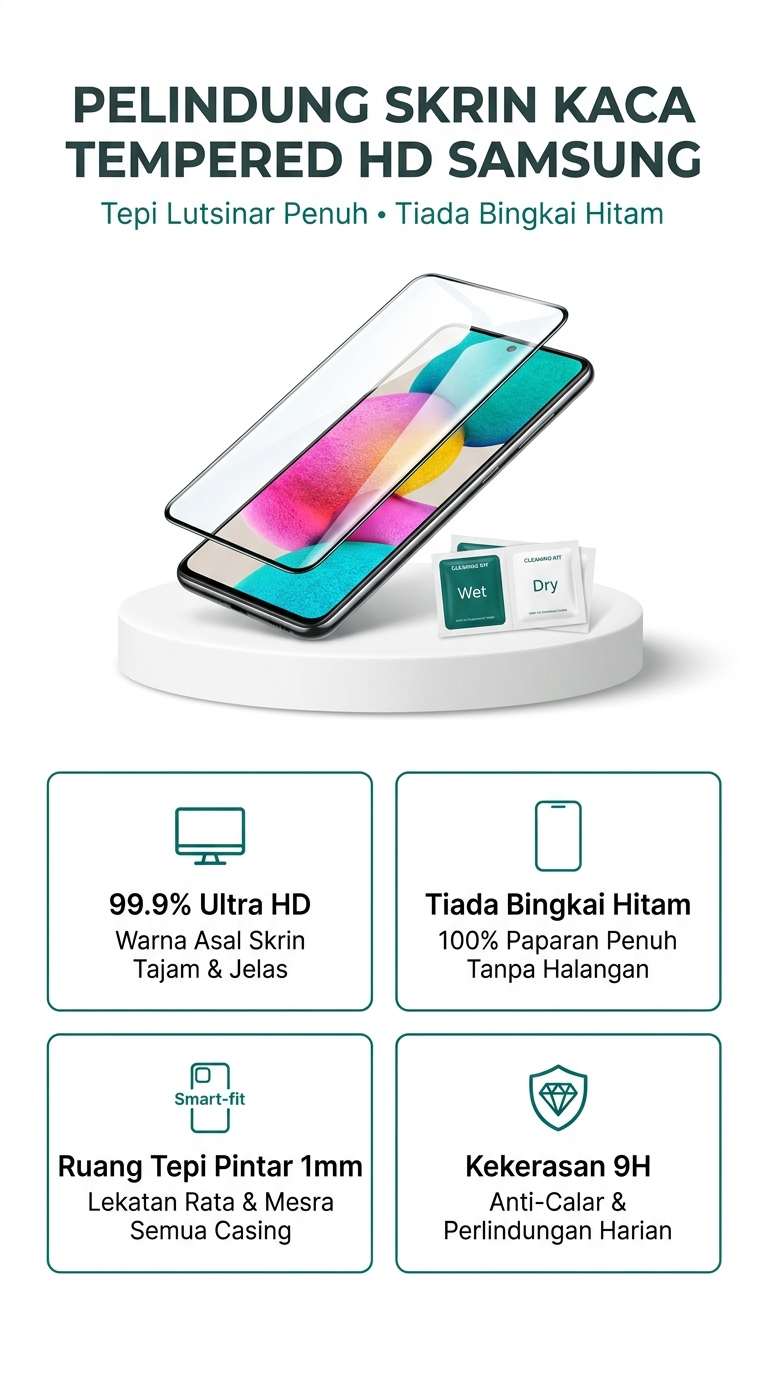 PELINDUNG SKRIN KACA
TEMPERED HD SAMSUNG
Tepi Lutsinar Penuh • Tiada Bingkai Hitam
CLEANING ATT
Wet
Dry
99.9% Ultra HD
Warna Asal Skrin
Tajam & Jelas
Tiada Bingkai Hitam
100% Paparan Penuh
Tanpa Halangan
Smart-fit
Ruang Tepi Pintar 1mm
Lekatan Rata & Mesra
Semua Casing
Kekerasan 9H
Anti-Calar &
Perlindungan Harian